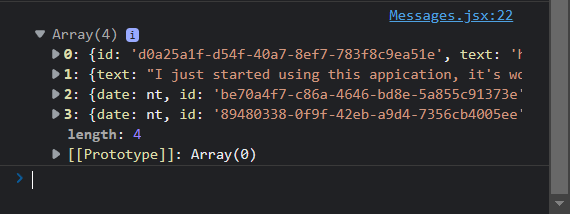 Messages.jsx:22
Array(4) i
0: {id: 'd0a25a1f-d54f-40a7-8ef7-783f8c9ea51e', text: 'h
1: {text: "I just started using this appication, it's wo
2: {date: nt, id: 'be70a4f7-c86a-4646-bd8e-5a855c91373e'
3: {date: nt, id: '89480338-0f9f-42eb-a9d4-7356cb4005ee'
length: 4
[[Prototype]]: Array(0)